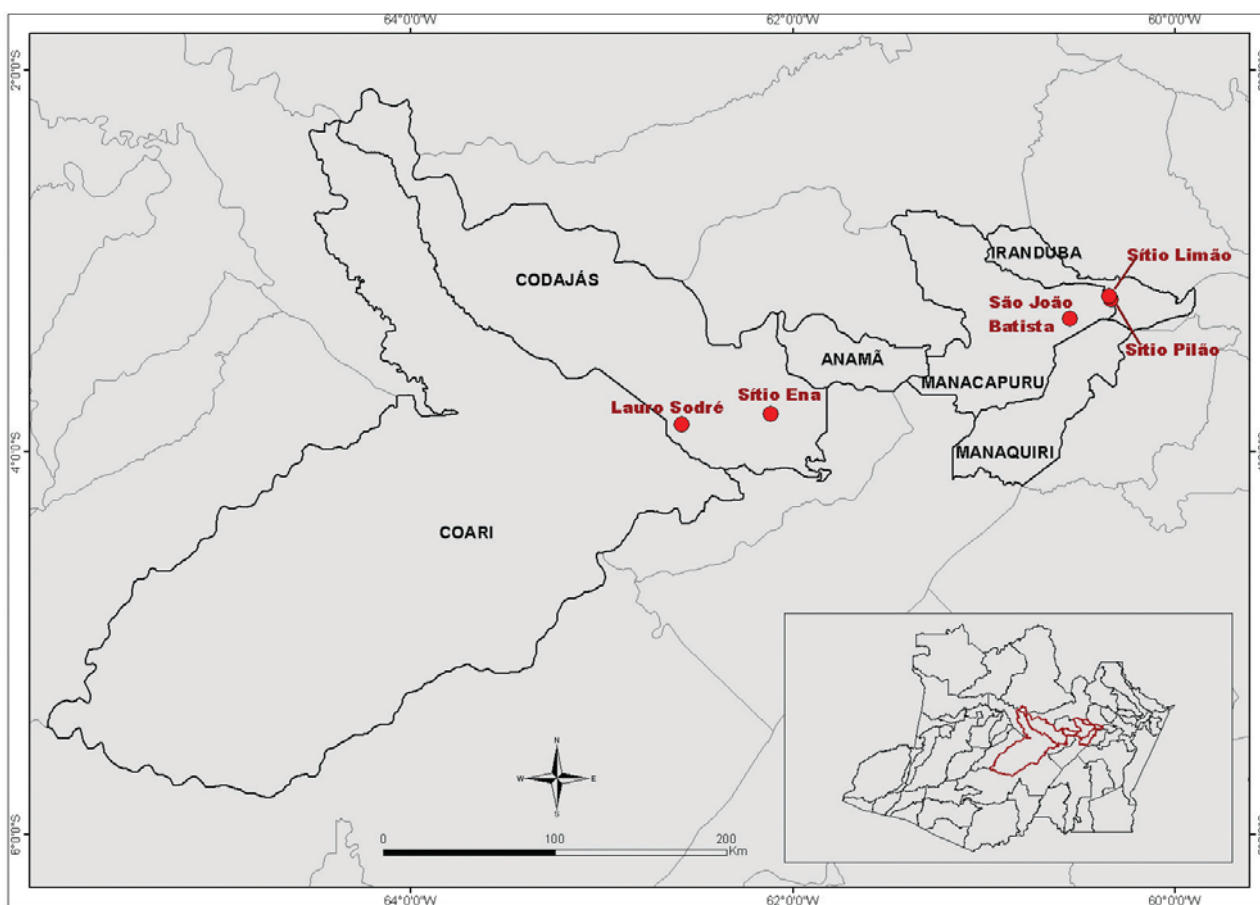 64°0'0"W
62°0'0"W
60°0'0"W
2°0'0"S
IRANDUBA
Sítio Limão
CODAJÁS
São João
Batista
Sítio Pilão
ANAMÃ
MANACAPURU
Sítio Ena
Lauro Sodré
4°0'0"S
MANAQUIRI
COARI
N
W
E
S
0
100
200
Km
6°0'0"S
64°0'0"W
62°0'0"W
60°0'0"W